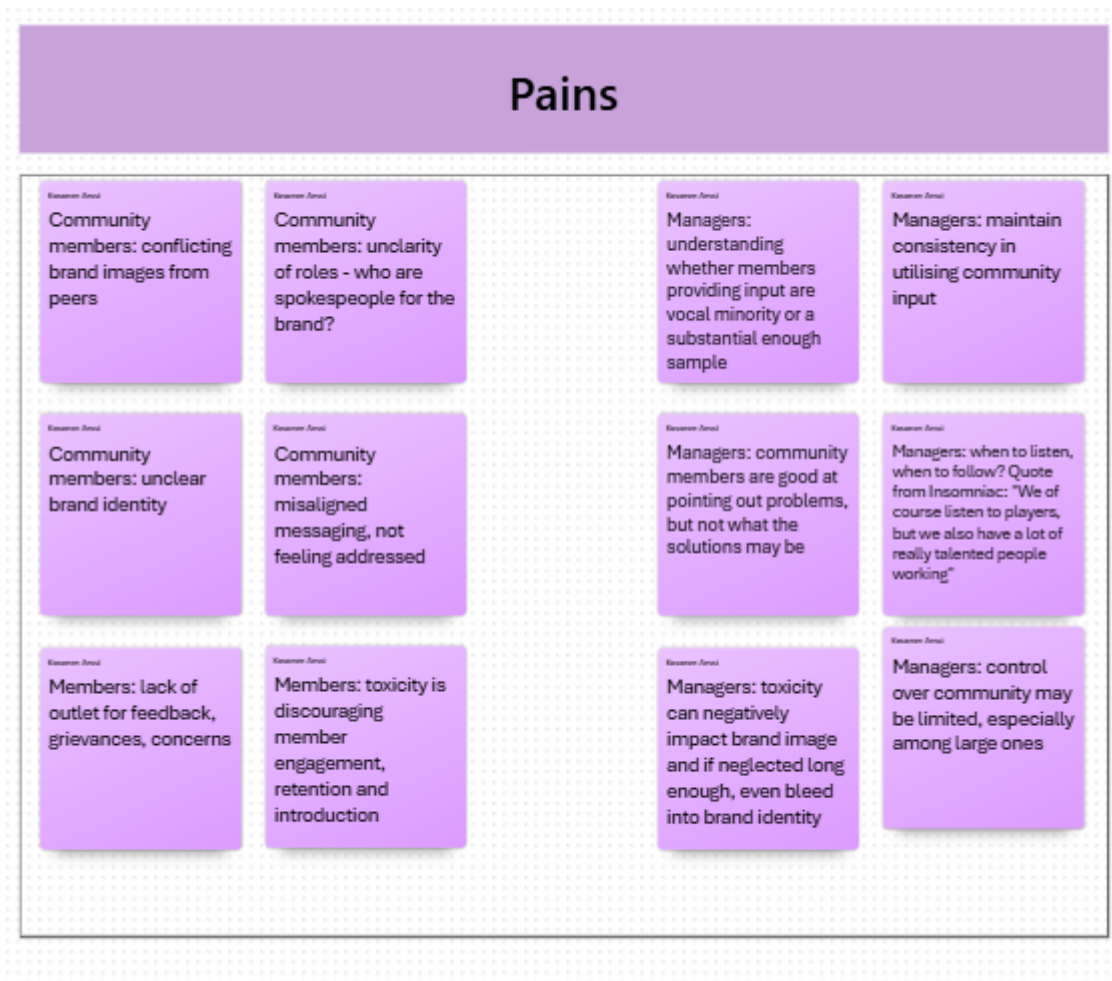 Pains
Community
members: conflicting
brand images from
peers
Community
members: unclarity
of roles - who are
spokespeople for the
brand?
Managers:
understanding
whether members
providing input are
vocal minority or a
substantial enough
sample
Managers: maintain
consistency in
utilising community
input
Community
members: unclear
brand identity
Community
members:
misaligned
messaging, not
feeling addressed
Managers: community
members are good at
pointing out problems,
but not what the
solutions may be
Managers: when to listen,
when to follow? Quote
from Insomniac: "We of
course listen to players,
but we also have a lot of
really talented people
working"
Members: lack of
outlet for feedback,
grievances, concerns
Members: toxicity is
discouraging
member
engagement,
retention and
introduction
Managers: toxicity
can negatively
impact brand image
and if neglected long
enough, even bleed
into brand identity
Managers: control
over community may
be limited, especially
among large ones